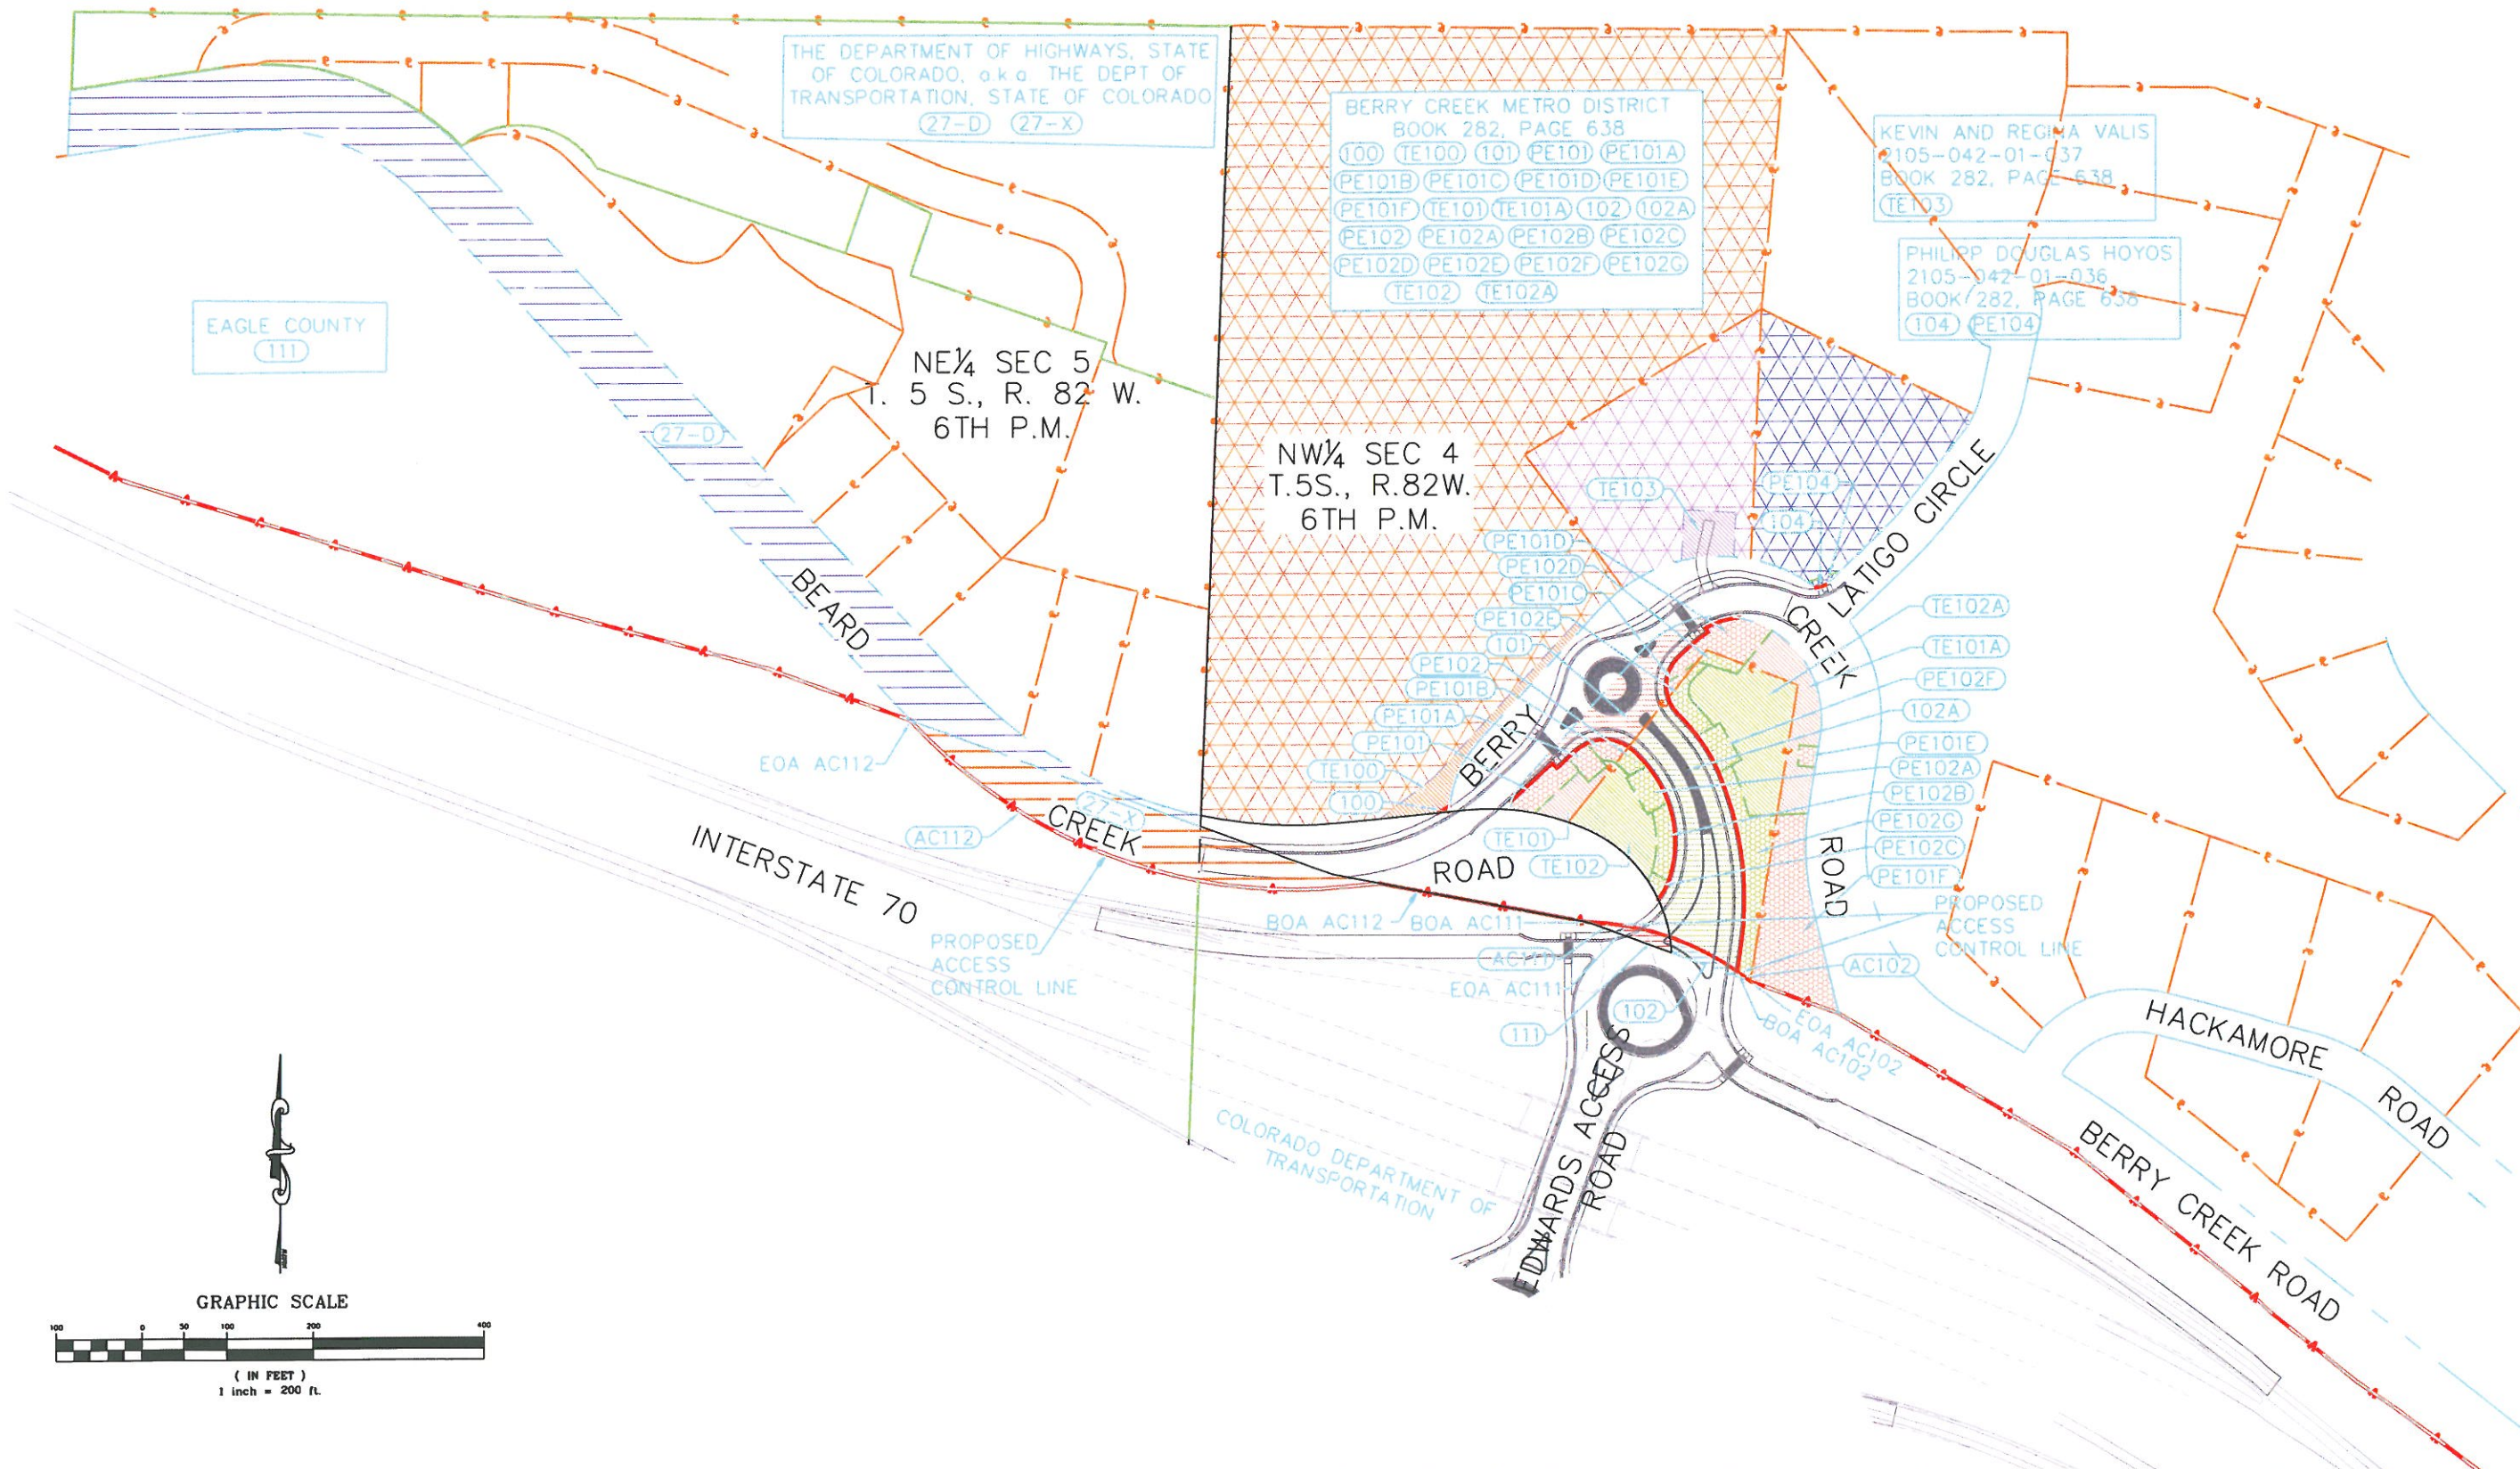 THE DEPARTMENT OF HIGHWAYS, STATE
OF COLORADO, a.k.a. THE DEPT OF
TRANSPORTATION, STATE OF COLORADO
27-D 27-X
BERRY CREEK METRO DISTRICT
BOOK 282, PAGE 638
100 TE100 101 PE101 PE101A
PE101B PE101C PE101D PE101E
PE101F TE101 TE101A 102 102A
PE102 PE102A PE102B PE102C
PE102D PE102E PE102F PE102G
TE102 TE102A
KEVIN AND REGINA VALIS
2105-042-01-037
BOOK 282, PAGE 638
TE103
PHILIPP DOUGLAS HOYOS
2105-042-01-036
BOOK 282, PAGE 638
104 PE104
EAGLE COUNTY
111
NE¼ SEC 5
T. 5 S., R. 82 W.
6TH P.M.
27-D
NW¼ SEC 4
T.5S., R.82W.
6TH P.M.
TE103
PE104
104
LATIGO CIRCLE
PE101D
PE102D
PE101C
PE102E
101
PE102
PE101B
PE101A
PE101
TE100
100
BEARD
CREEK
ROAD
BERRY
CREEK
ROAD
TE102A
TE101A
PE102F
102A
PE101E
PE102A
PE102B
PE102G
PE102C
PE101F
PROPOSED
ACCESS
CONTROL LINE
AC102
EOA AC112
AC112
27-X
TE101
TE102
INTERSTATE 70
BOA AC112
BOA AC111
AC111
EOA AC111
111
102
EOA AC102
BOA AC102
PROPOSED
ACCESS
CONTROL LINE
HACKAMORE
ROAD
BERRY CREEK ROAD
EDWARDS ACCESS
ROAD
COLORADO DEPARTMENT OF
TRANSPORTATION
GRAPHIC SCALE
100 0 50 100 200 400
( IN FEET )
1 inch = 200 ft.